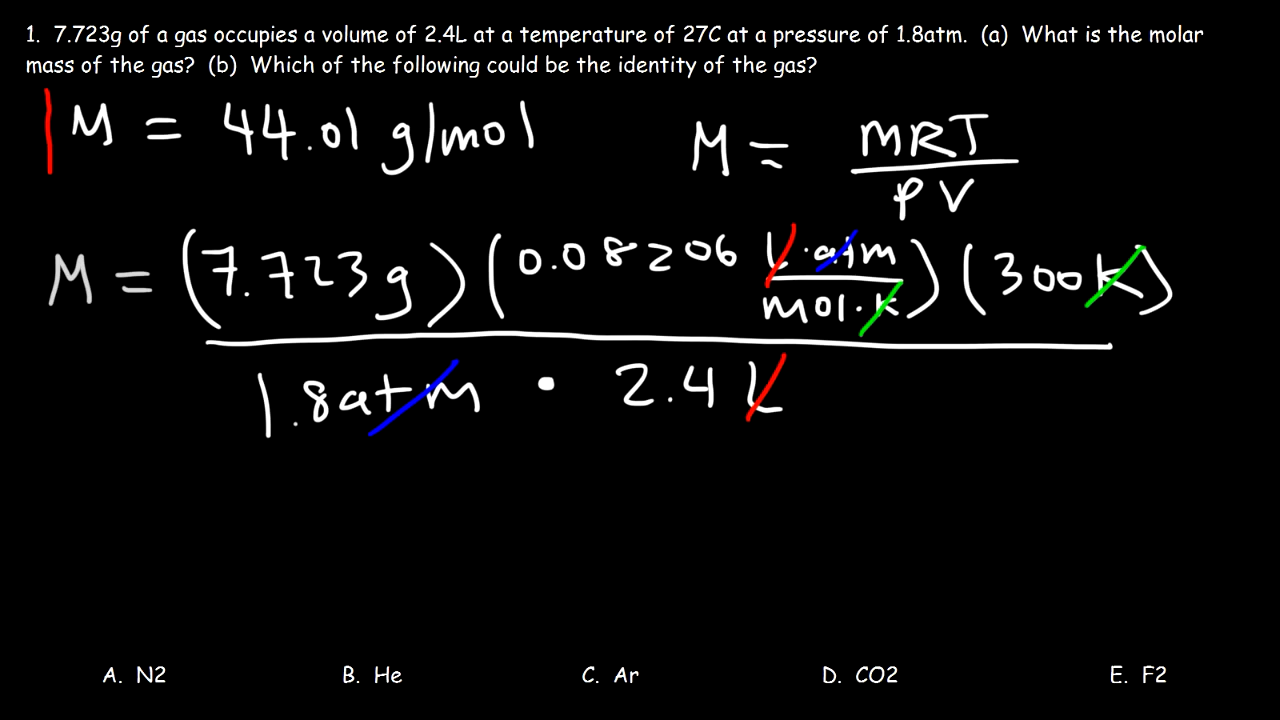 1. 7.723g of a gas occupies a volume of 2.4L at a temperature of 27C at a pressure of 1.8atm. (a) What is the molar
mass of the gas? (b) Which of the following could be the identity of the gas?
M = 44.01 g/mol
M = mRT
PV
M = (7.723g) (0.08206 L·atm
mol·K) (300K)
1.8atm · 2.4 L
A. N2 B. He C. Ar D. CO2 E. F2